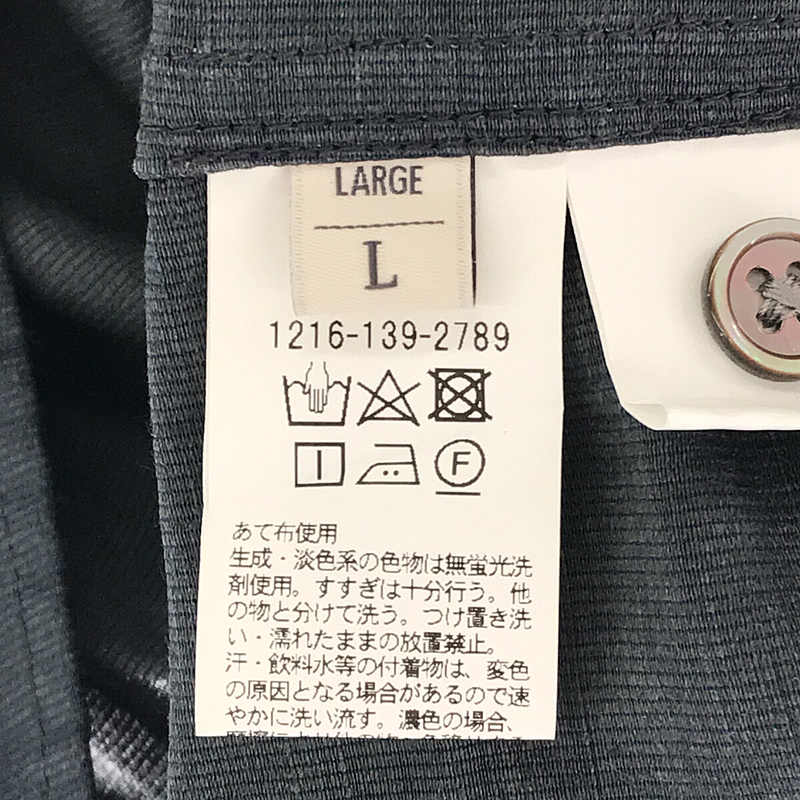 LARGE
L
1216-139-2789
I
F
あて布使用
生成・淡色系の色物は無蛍光洗
剤使用。すすぎは十分行う。他
の物と分けて洗う。つけ置き洗
い・濡れたままの放置禁止。
汗・飲料水等の付着物は、変色
の原因となる場合があるので速
やかに洗い流す。濃色の場合、